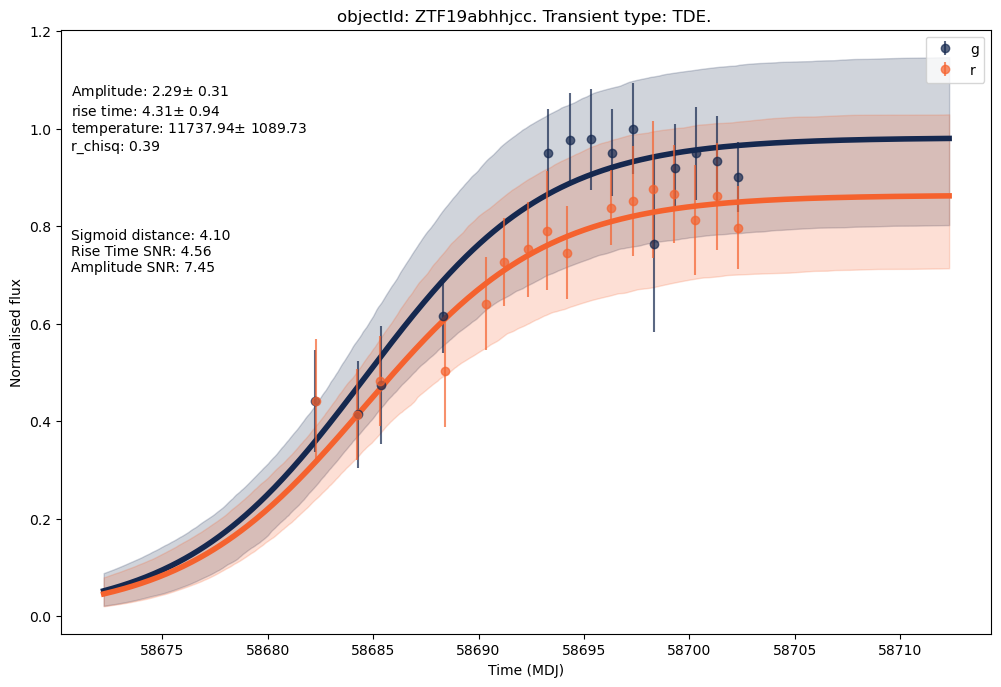 objectId: ZTF19abhhjcc. Transient type: TDE.
1.2
1.0
0.8
0.6
0.4
0.2
0.0
Normalised flux
Amplitude: 2.29± 0.31
rise time: 4.31± 0.94
temperature: 11737.94± 1089.73
r_chisq: 0.39
Sigmoid distance: 4.10
Rise Time SNR: 4.56
Amplitude SNR: 7.45
g
r
58675 58680 58685 58690 58695 58700 58705 58710
Time (MDJ)